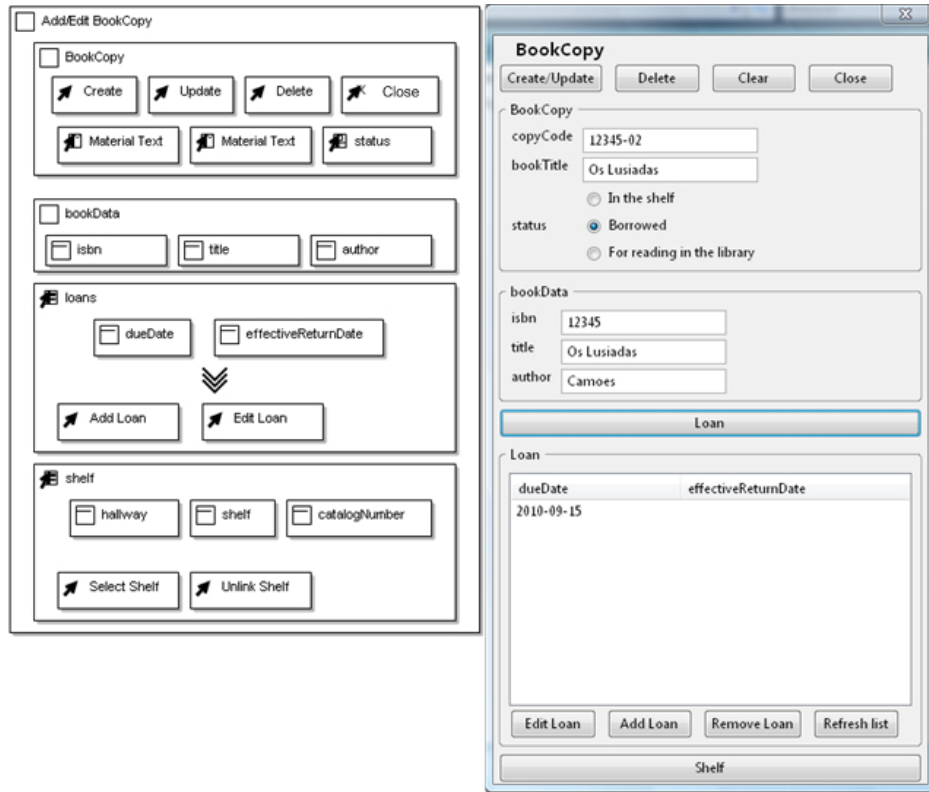 Add/Edit BookCopy
BookCopy
Create Update Delete Close
Material Text Material Text status
bookData
isbn title author
loans
dueDate effectiveReturnDate
Add Loan Edit Loan
shelf
hallway shelf catalogNumber
Select Shelf Unlink Shelf
BookCopy
Create/Update Delete Clear Close
BookCopy
copyCode 12345-02
bookTitle Os Lusiadas
In the shelf
status Borrowed
For reading in the library
bookData
isbn 12345
title Os Lusiadas
author Camoes
Loan
Loan
dueDate effectiveReturnDate
2010-09-15
Edit Loan Add Loan Remove Loan Refresh list
Shelf